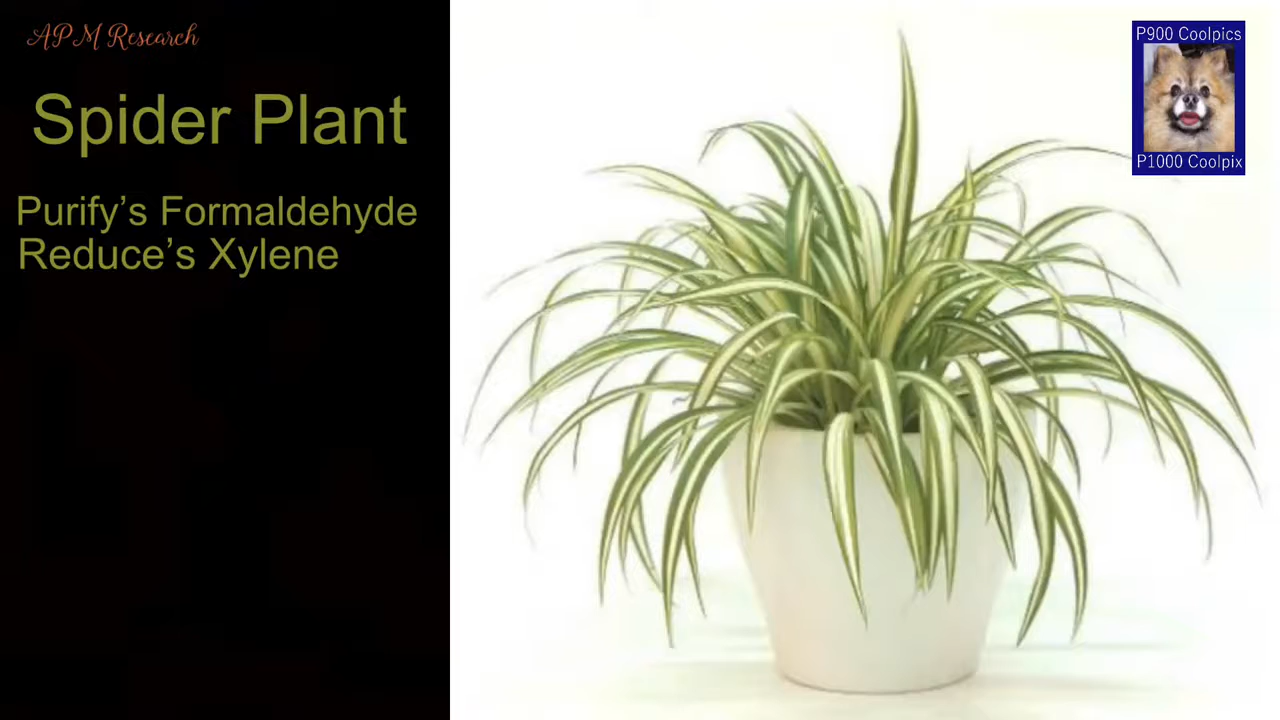 APM Research
Spider Plant
Purify’s Formaldehyde
Reduce’s Xylene
P900 Coolpics
P1000 Coolpix